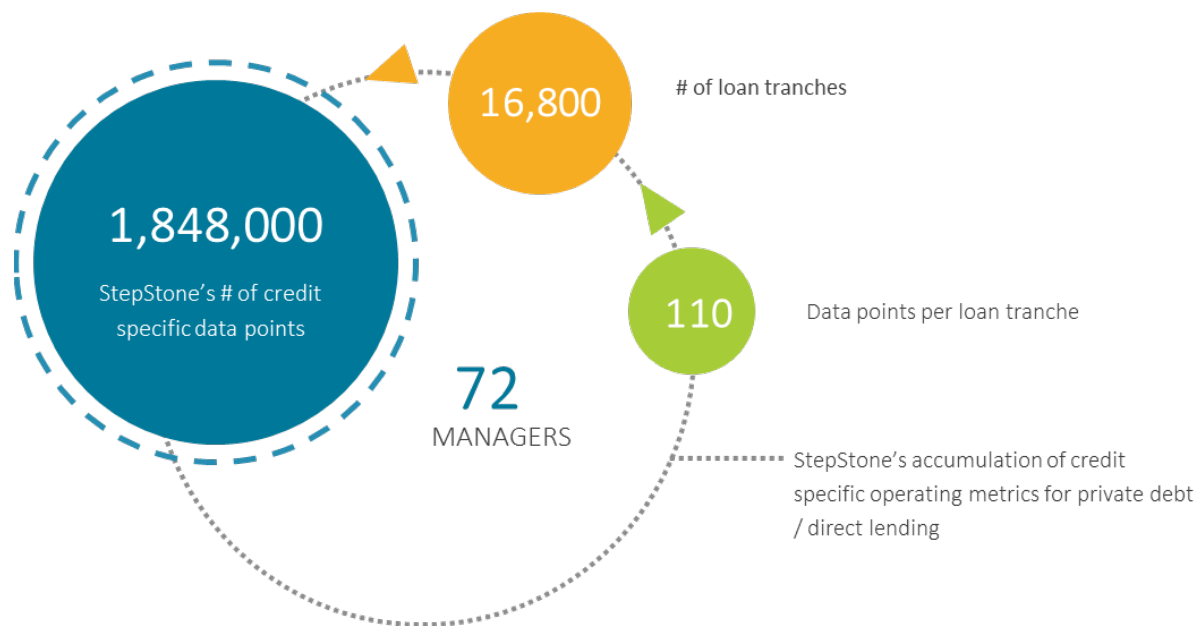 16,800
# of loan tranches
1,848,000
StepStone’s # of credit
specific data points
110
Data points per loan tranche
72
MANAGERS
StepStone’s accumulation of credit
specific operating metrics for private debt
/ direct lending